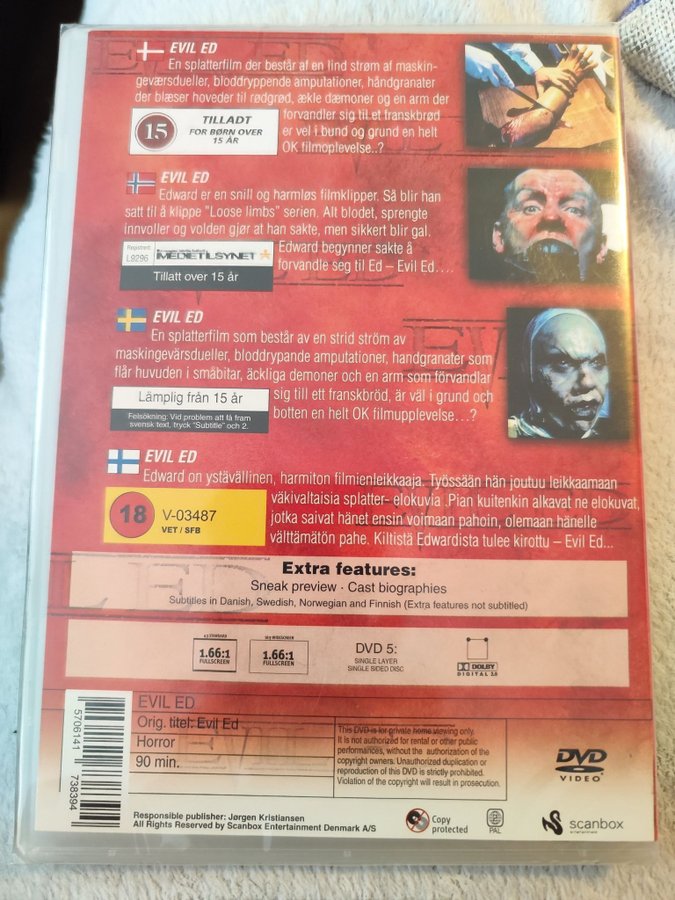 EVIL ED
En splatterfilm der består af en lind strøm af maskin-
geværsdueller, bloddryppende amputationer, håndgranater
der blæser hoveder til rødgrød, ækle dæmoner og en arm der
forvandler sig til et franskbrød
er vel i bund og grund en helt
OK filmoplevelse..?
15
TILLADT
FOR BØRN OVER
15 ÅR
EVIL ED
Edward er en snill og harmløs filmklipper. Så blir han
satt til å klippe "Loose limbs" serien. Alt blodet, sprengte
innvoller og volden gjør at han sakte, men sikkert blir gal.
Edward begynner sakte å
forvandle seg til Ed – Evil Ed....
Registrert:
L9296
MEDIETILSYNET
Tillatt over 15 år
EVIL ED
En splatterfilm som består av en strid ström av
maskingevärsdueller, bloddrypande amputationer, handgranater som
flår huvuden i småbitar, äckliga demoner och en arm som förvandlar
sig till ett franskbröd, är väl i grund och
botten en helt OK filmupplevelse...?
Lämplig från 15 år
Felsökning: Vid problem att få fram
svensk text, tryck "Subtitle" och 2.
EVIL ED
Edward on ystävällinen, harmiton filmienleikkaaja. Työssään hän joutuu leikkaamaan
väkivaltaisia splatter- elokuvia .Pian kuitenkin alkavat ne elokuvat,
jotka saivat hänet ensin voimaan pahoin, olemaan hänelle
välttämätön pahe. Kiltistä Edwardista tulee kirottu – Evil Ed...
18
V-03487
VET / SFB
Extra features:
Sneak preview · Cast biographies
Subtitles in Danish, Swedish, Norwegian and Finnish (Extra features not subtitled)
4:3 STANDARD
1.66:1
FULLSCREEN
16:9 WIDESCREEN
1.66:1
FULLSCREEN
DVD 5:
SINGLE LAYER
SINGLE SIDED DISC
DOLBY
DIGITAL 2.0
EVIL ED
Orig. titel: Evil Ed
Horror
90 min.
This DVD is for private home viewing only.
It is not authorized for rental or other public
performances, without the authorization of the
copyright owners. Unauthorized duplication or
reproduction of this DVD is strictly prohibited.
Violation of the copyright will result in prosecution.
DVD
VIDEO
5706141
738394
Responsible publisher: Jørgen Kristiansen
All Rights Reserved by Scanbox Entertainment Denmark A/S
Copy
protected
PAL
scanbox
entertainment